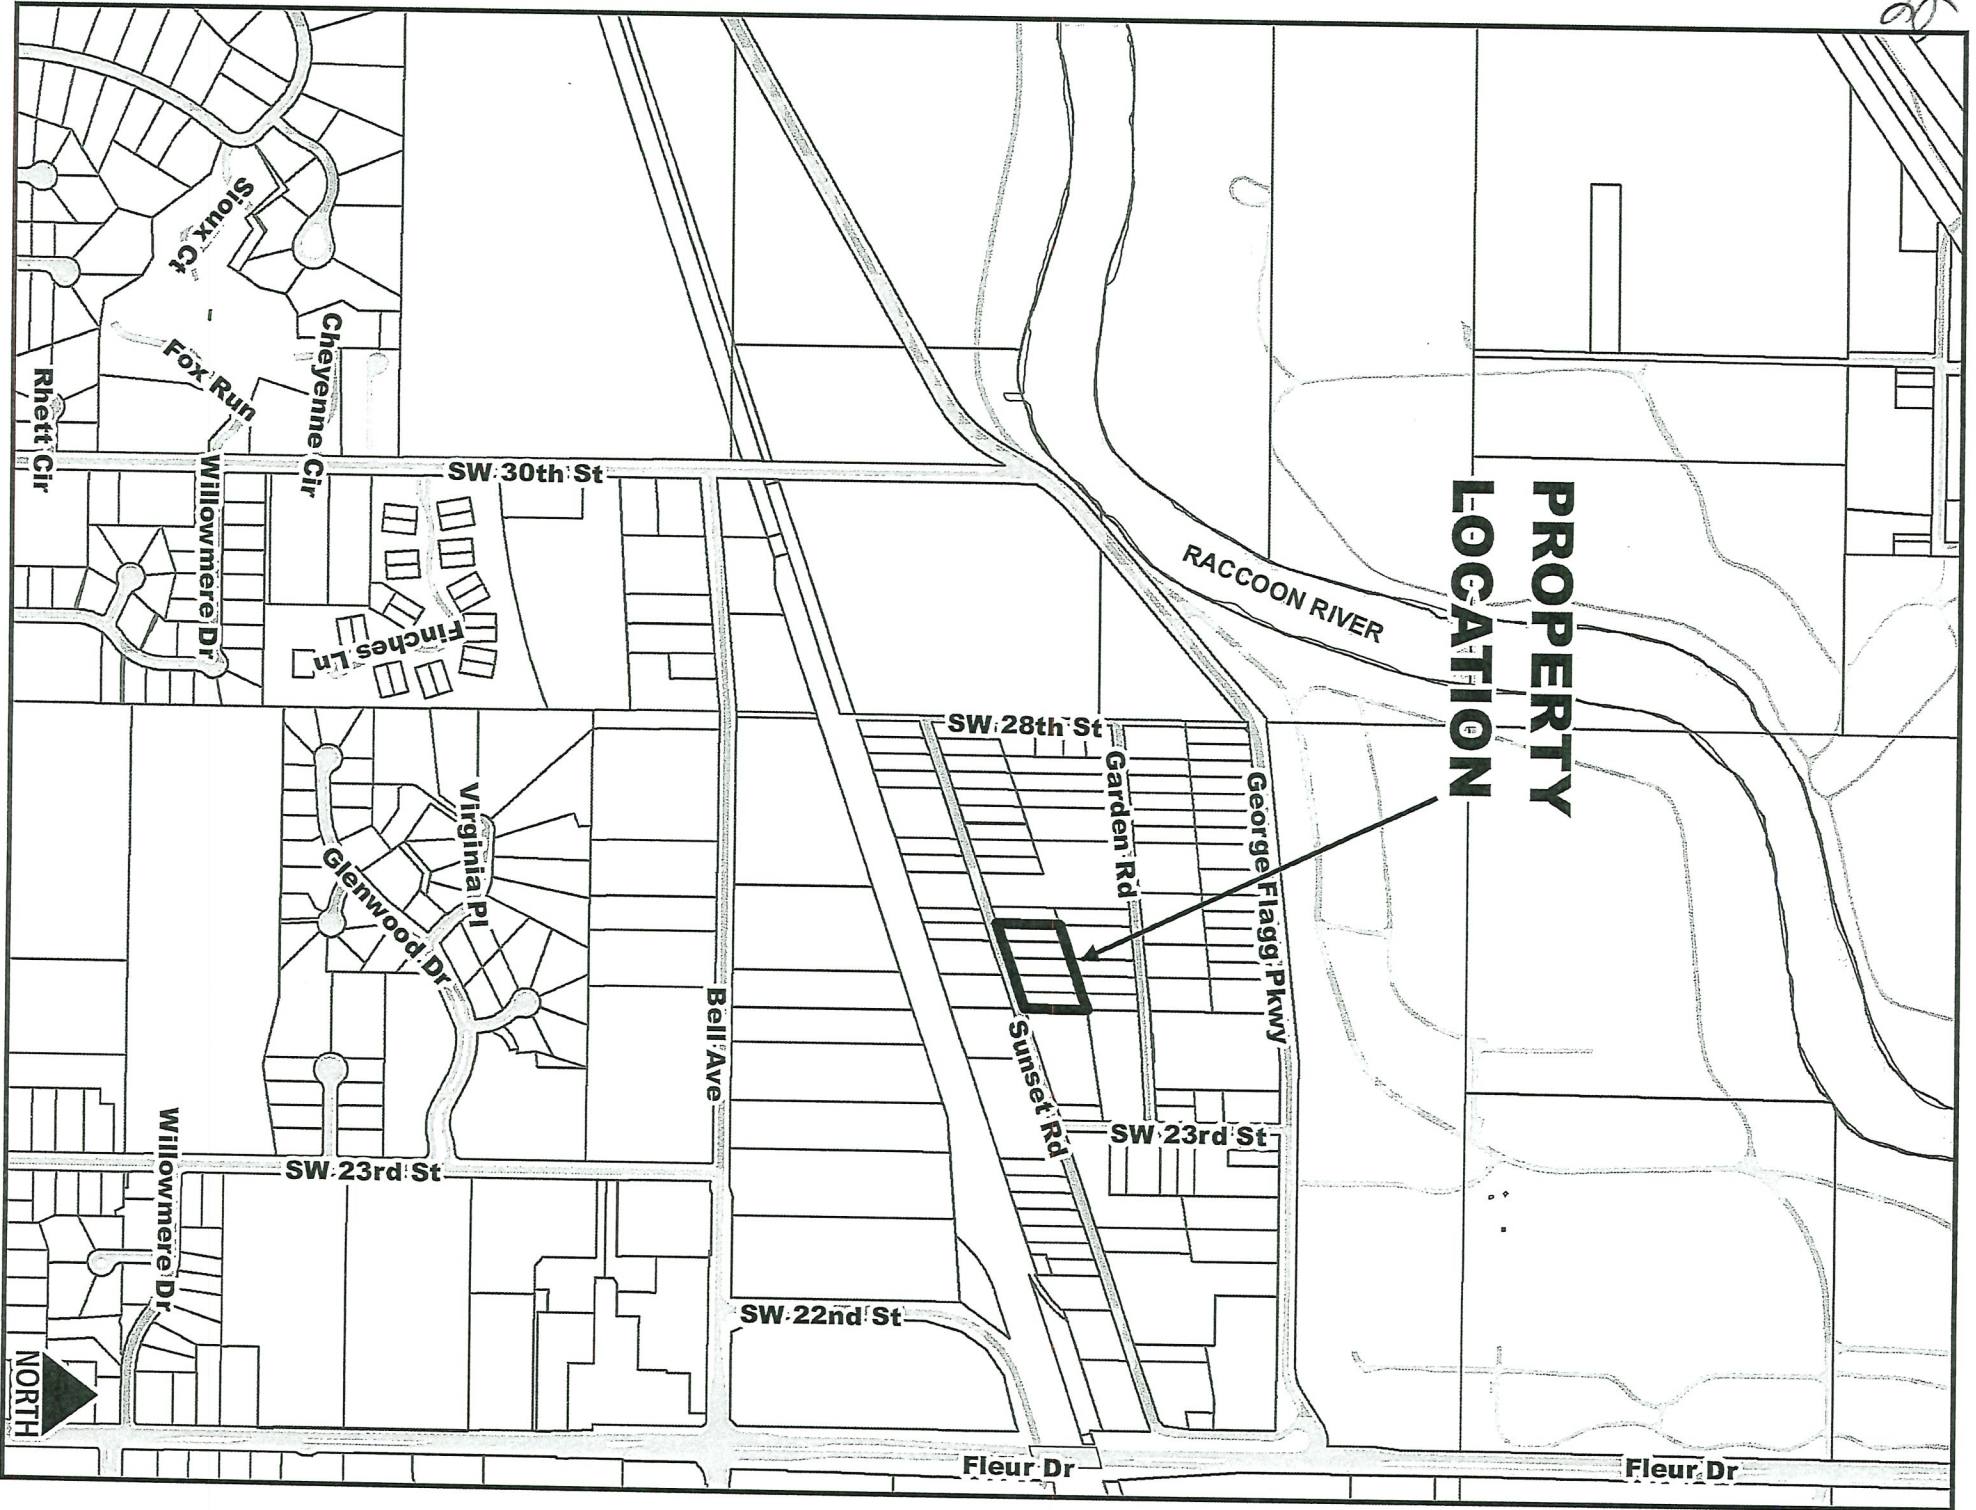 PROPERTY
LOCATION
RACCOON RIVER
Sioux Ct
Cheyenne Cir
Fox Run
Rhett Cir
Willowmere Dr
SW 30th St
Finches Ln
SW 28th St
Garden Rd
George Flagg Pkwy
Virginia Pl
Glenwood Dr
Bell Ave
Sunset Rd
SW 23rd St
SW 23rd St
Willowmere Dr
SW 22nd St
Fleur Dr
Fleur Dr
NORTH